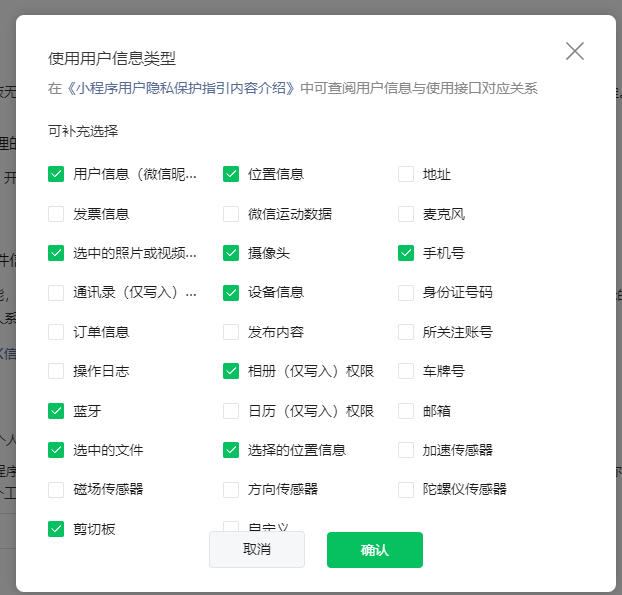 使用用户信息类型
在《小程序用户隐私保护指引内容介绍》中可查阅用户信息与使用接口对应关系
可补充选择
用户信息（微信昵... 位置信息 地址
发票信息 微信运动数据 麦克风
选中的照片或视频... 摄像头 手机号
通讯录（仅写入）... 设备信息 身份证号码
订单信息 发布内容 所关注账号
操作日志 相册（仅写入）权限 车牌号
蓝牙 日历（仅写入）权限 邮箱
选中的文件 选择的位置信息 加速传感器
磁场传感器 方向传感器 陀螺仪传感器
剪切板 自定义
取消 确认